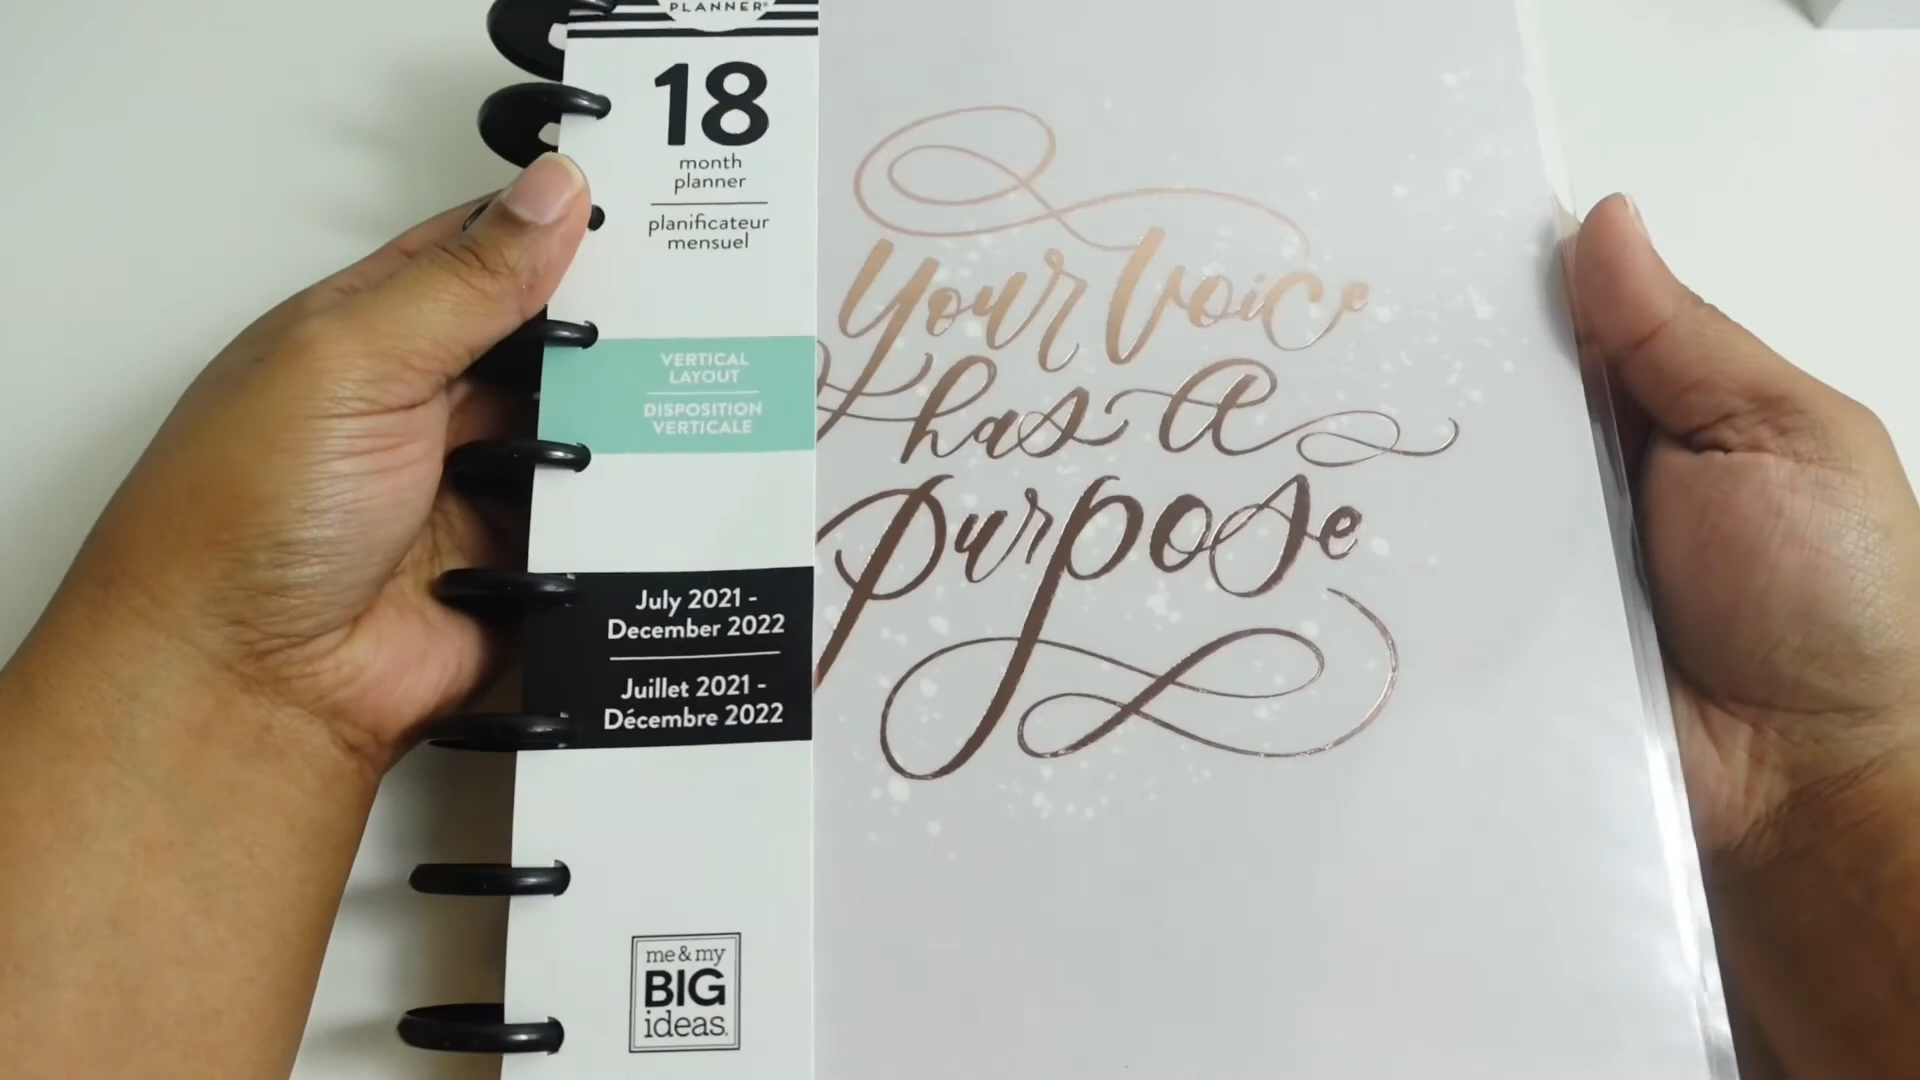 PLANNER®
18
month
planner
planificateur
mensuel
VERTICAL
LAYOUT
DISPOSITION
VERTICALE
July 2021 -
December 2022
Juillet 2021 -
Décembre 2022
me & my
BIG
ideas.
Your Voice
has A
Purpose